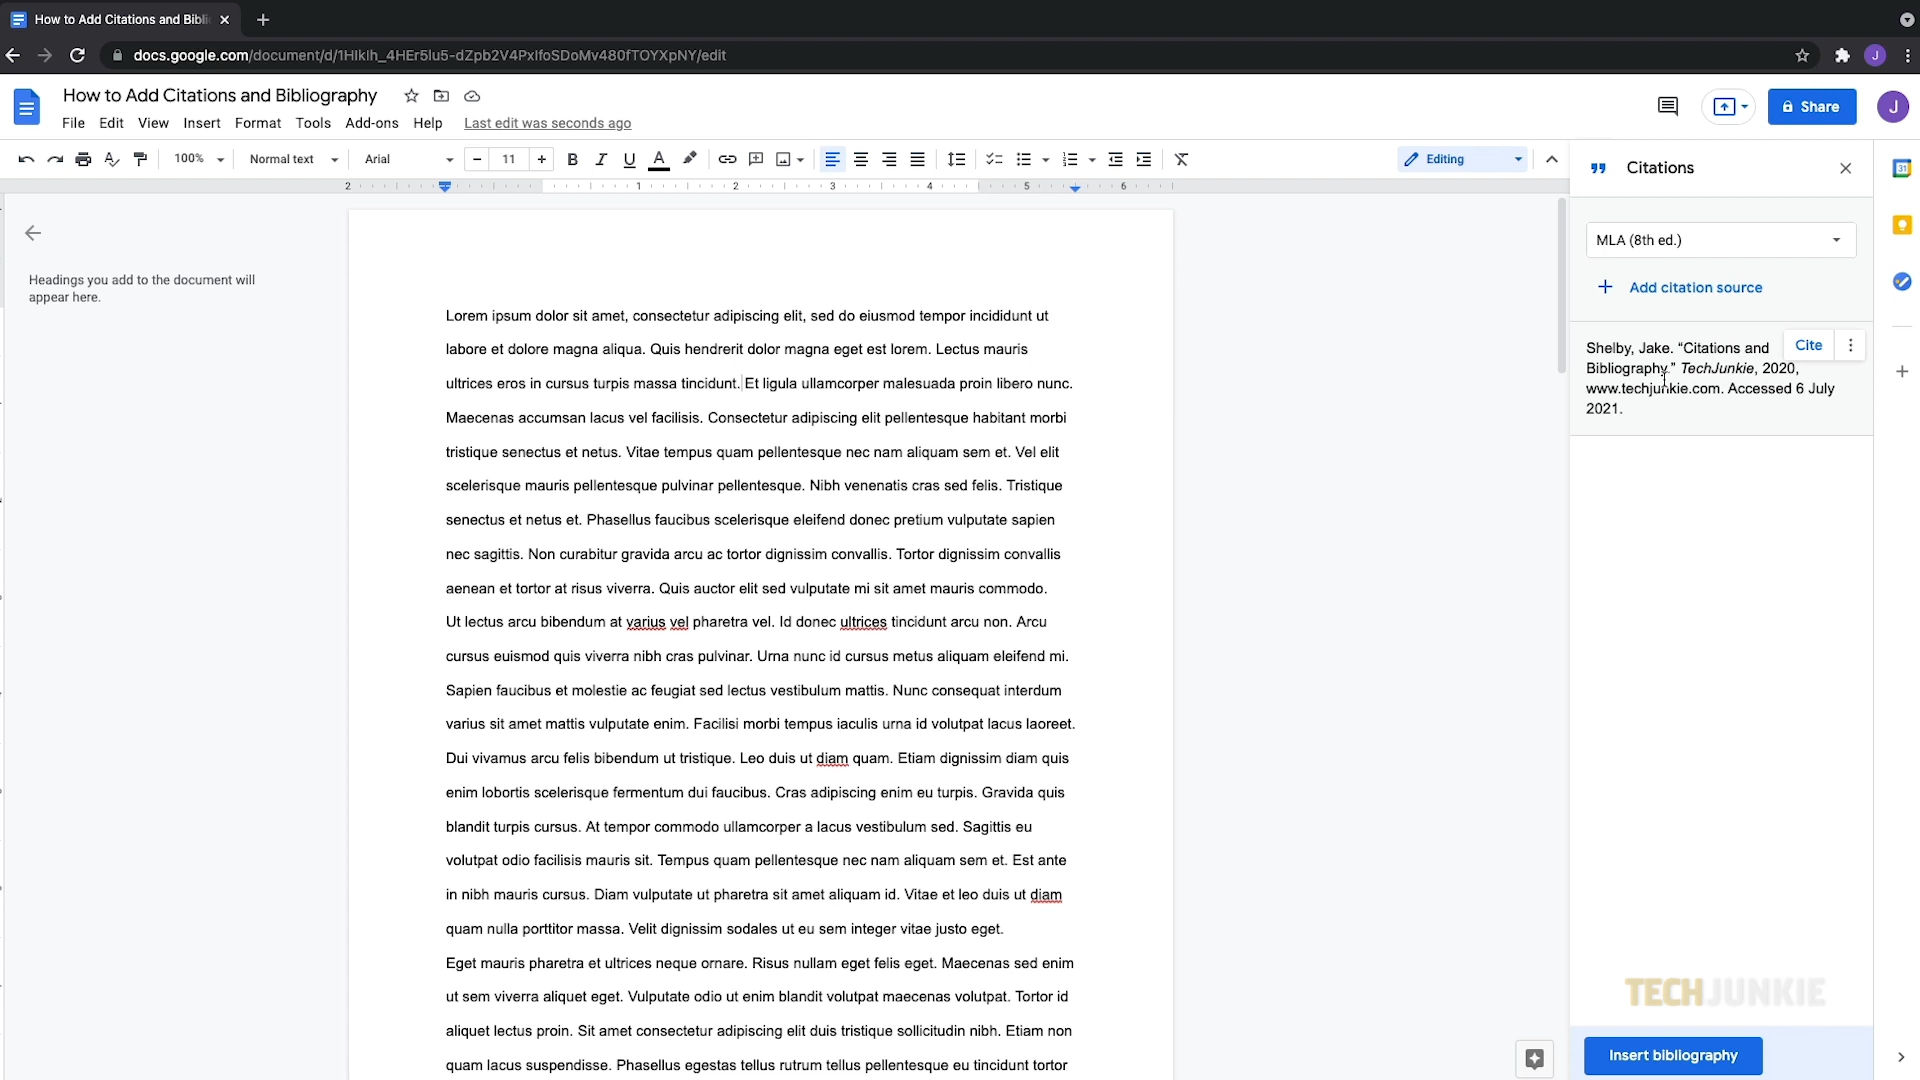 How to Add Citations and Bibli
docs.google.com/document/d/1HIkIh_4HEr5lu5-dZpb2V4PxIfoSDoMv480fTOYXpNY/edit
J
How to Add Citations and Bibliography
Share
J
File Edit View Insert Format Tools Add-ons Help Last edit was seconds ago
100% Normal text Arial − 11 + B I U A Editing
Citations
31
2 1 2 3 4 5 6
MLA (8th ed.)
Add citation source
Headings you add to the document will
appear here.
Shelby, Jake. “Citations and
Bibliography.” TechJunkie, 2020,
www.techjunkie.com. Accessed 6 July
2021.
Cite
Lorem ipsum dolor sit amet, consectetur adipiscing elit, sed do eiusmod tempor incididunt ut
labore et dolore magna aliqua. Quis hendrerit dolor magna eget est lorem. Lectus mauris
ultrices eros in cursus turpis massa tincidunt. Et ligula ullamcorper malesuada proin libero nunc.
Maecenas accumsan lacus vel facilisis. Consectetur adipiscing elit pellentesque habitant morbi
tristique senectus et netus. Vitae tempus quam pellentesque nec nam aliquam sem et. Vel elit
scelerisque mauris pellentesque pulvinar pellentesque. Nibh venenatis cras sed felis. Tristique
senectus et netus et. Phasellus faucibus scelerisque eleifend donec pretium vulputate sapien
nec sagittis. Non curabitur gravida arcu ac tortor dignissim convallis. Tortor dignissim convallis
aenean et tortor at risus viverra. Quis auctor elit sed vulputate mi sit amet mauris commodo.
Ut lectus arcu bibendum at varius vel pharetra vel. Id donec ultrices tincidunt arcu non. Arcu
cursus euismod quis viverra nibh cras pulvinar. Urna nunc id cursus metus aliquam eleifend mi.
Sapien faucibus et molestie ac feugiat sed lectus vestibulum mattis. Nunc consequat interdum
varius sit amet mattis vulputate enim. Facilisi morbi tempus iaculis urna id volutpat lacus laoreet.
Dui vivamus arcu felis bibendum ut tristique. Leo duis ut diam quam. Etiam dignissim diam quis
enim lobortis scelerisque fermentum dui faucibus. Cras adipiscing enim eu turpis. Gravida quis
blandit turpis cursus. At tempor commodo ullamcorper a lacus vestibulum sed. Sagittis eu
volutpat odio facilisis mauris sit. Tempus quam pellentesque nec nam aliquam sem et. Est ante
in nibh mauris cursus. Diam vulputate ut pharetra sit amet aliquam id. Vitae et leo duis ut diam
quam nulla porttitor massa. Velit dignissim sodales ut eu sem integer vitae justo eget.
Eget mauris pharetra et ultrices neque ornare. Risus nullam eget felis eget. Maecenas sed enim
ut sem viverra aliquet eget. Vulputate odio ut enim blandit volutpat maecenas volutpat. Tortor id
aliquet lectus proin. Sit amet consectetur adipiscing elit duis tristique sollicitudin nibh. Etiam non
quam lacus suspendisse. Phasellus egestas tellus rutrum tellus pellentesque eu tincidunt tortor
TECHJUNKIE
Insert bibliography